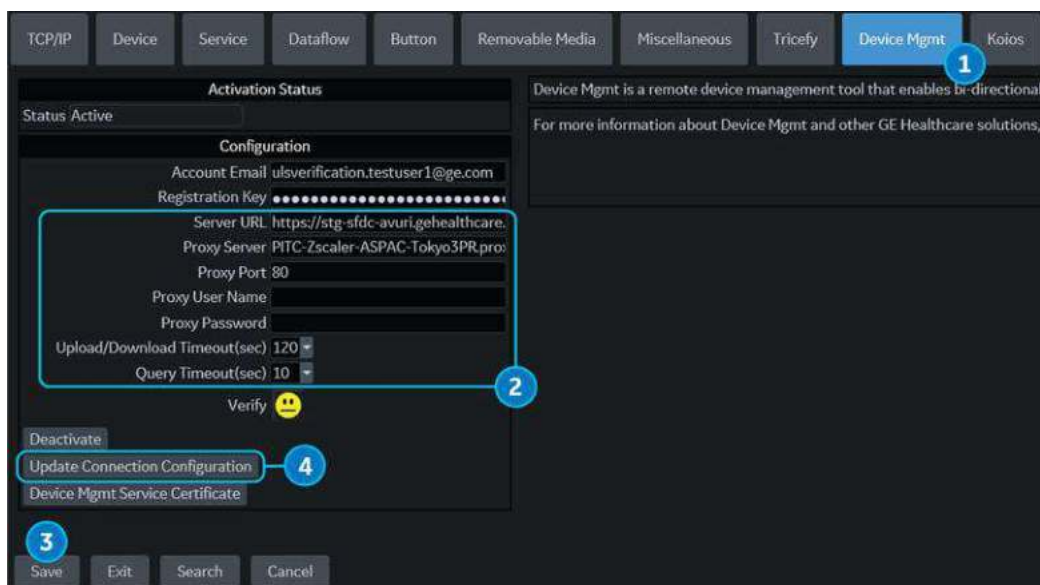 TCP/IP Device Service Dataflow Button Removable Media Miscellaneous Tricefy Device Mgmt Koios
1
Activation Status
Status Active
Configuration
Account Email ulsverification.testuser1@ge.com
Registration Key ●●●●●●●●●●●●●●●●●●●●●●●
Server URL https://stg-sfdc-avuri.gehealthcare.
Proxy Server PITC-Zscaler-ASPAC-Tokyo3PR.prox
Proxy Port 80
Proxy User Name
Proxy Password
Upload/Download Timeout(sec) 120
Query Timeout(sec) 10
2
Verify
Deactivate
Update Connection Configuration
4
Device Mgmt Service Certificate
Device Mgmt is a remote device management tool that enables bi-directional
For more information about Device Mgmt and other GE Healthcare solutions,
3
Save Exit Search Cancel